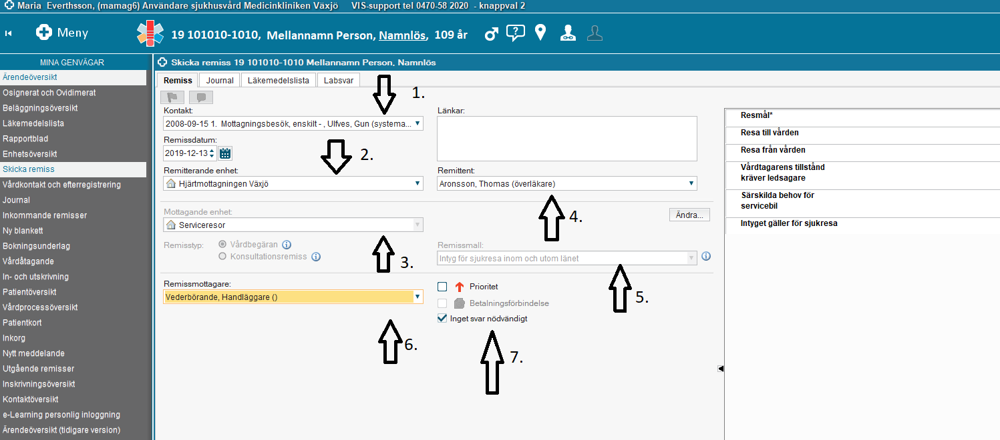 Maria Everthsson, (mamag6) Användare sjukhusvård Medicinkliniken Växjö VIS-support tel 0470-58 2020 - knappval 2
Meny
19 101010-1010, Mellannamn Person, Namnlös, 109 år
MINA GENVÄGAR
Ärendeöversikt
Osignerat och Ovidimerat
Beläggningsöversikt
Läkemedelslista
Rapportblad
Enhetsöversikt
Skicka remiss
Vårdkontakt och efterregistrering
Journal
Inkommande remisser
Ny blankett
Bokningsunderlag
Vårdåtagande
In- och utskrivning
Patientöversikt
Vårdprocessöversikt
Patientkort
Inkorg
Nytt meddelande
Utgående remisser
Inskrivningsöversikt
Kontaktöversikt
e-Learning personlig inloggning
Ärendeöversikt (tidigare version)
Skicka remiss 19 101010-1010 Mellannamn Person, Namnlös
Remiss Journal Läkemedelslista Labsvar
1.
Kontakt:
2008-09-15 1. Mottagningsbesök, enskilt - , Ulfves, Gun (systema...
Länkar:
Remissdatum:
2019-12-13
2.
Remitterande enhet:
Hjärtmottagningen Växjö
Remittent:
Aronsson, Thomas (överläkare)
4.
Mottagande enhet:
Serviceresor
Ändra...
Remisstyp:
Vårdbegäran
Konsultationsremiss
3.
Remissmall:
Intyg för sjukresa inom och utom länet
5.
Remissmottagare:
Vederbörande, Handläggare ()
6.
Prioritet
Betalningsförbindelse
Inget svar nödvändigt
7.
Resmål*
Resa till vården
Resa från vården
Vårdtagarens tillstånd
kräver ledsagare
Särskilda behov för
servicebil
Intyget gäller för sjukresa